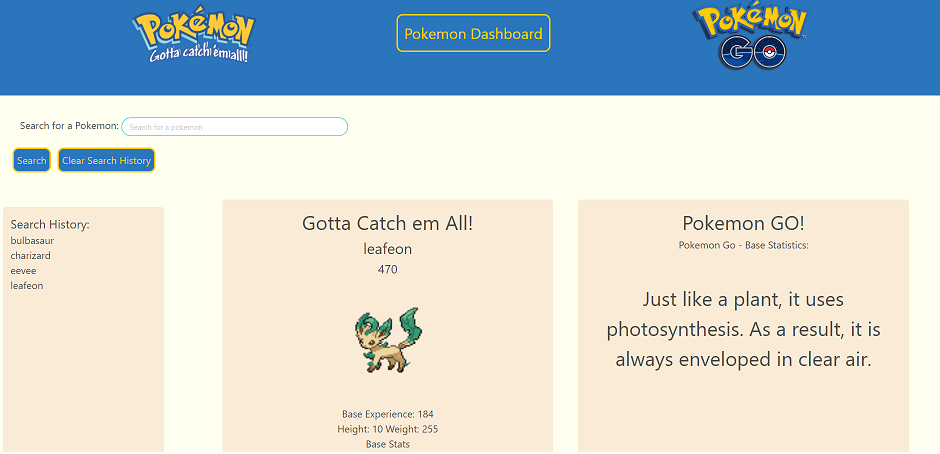 POKÉMON
Gotta catch 'em all!
Pokemon Dashboard
POKÉMON
GO
Search for a Pokemon: Search for a pokemon
Search Clear Search History
Search History:
bulbasaur
charizard
eevee
leafeon
Gotta Catch em All!
leafeon
470
Base Experience: 184
Height: 10 Weight: 255
Base Stats
Pokemon GO!
Pokemon Go - Base Statistics:
Just like a plant, it uses
photosynthesis. As a result, it is
always enveloped in clear air.